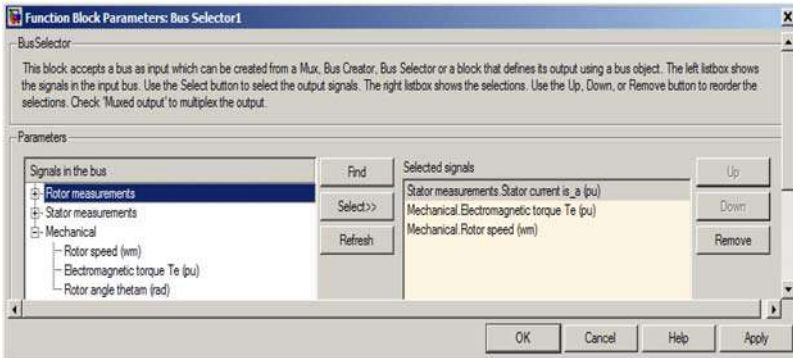 Function Block Parameters: Bus Selector1
BusSelector
This block accepts a bus as input which can be created from a Mux, Bus Creator, Bus Selector or a block that defines its output using a bus object. The left listbox shows
the signals in the input bus. Use the Select button to select the output signals. The right listbox shows the selections. Use the Up, Down, or Remove button to reorder the
selections. Check 'Muxed output' to multiplex the output.
Parameters
Signals in the bus
Rotor measurements
Stator measurements
Mechanical
Rotor speed (wm)
Electromagnetic torque Te (pu)
Rotor angle thetam (rad)
Find
Select>>
Refresh
Selected signals
Stator measurements.Stator current is_a (pu)
Mechanical.Electromagnetic torque Te (pu)
Mechanical.Rotor speed (wm)
Up
Down
Remove
OK
Cancel
Help
Apply